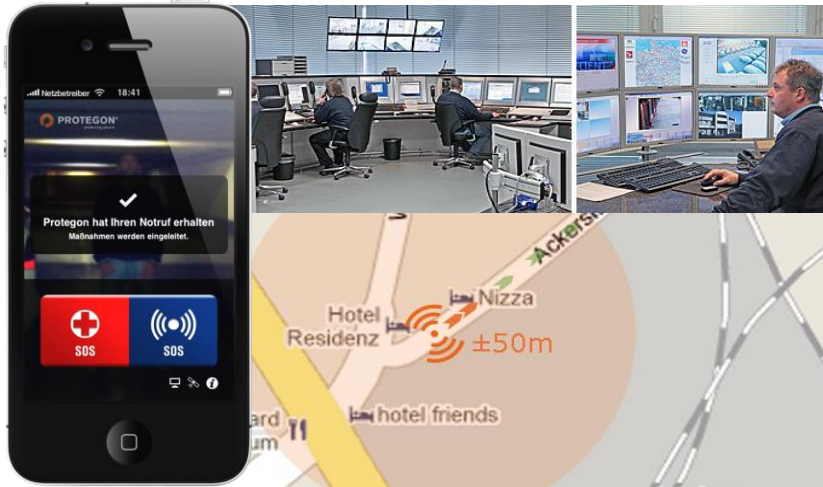 Netzbetreiber 18:41
PROTEGON
Protegon hat Ihren Notruf erhalten
Maßnahmen werden eingeleitet.
SOS
SOS
Nizza
Hotel
Residenz
±50m
hotel friends